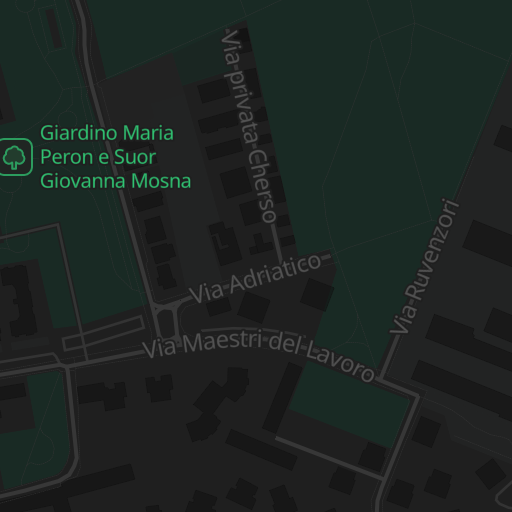 Via privata Cherso
Giardino Maria
Peron e Suor
Giovanna Mosna
Via Adriatico
Via Ruvenzori
Via Maestri del Lavoro